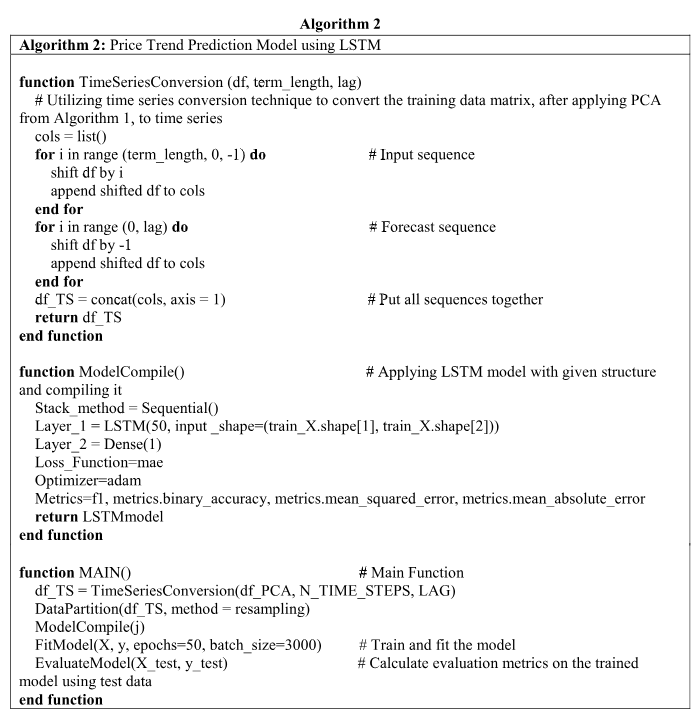 Algorithm 2
Algorithm 2: Price Trend Prediction Model using LSTM
function TimeSeriesConversion (df, term_length, lag)
# Utilizing time series conversion technique to convert the training data matrix, after applying PCA
from Algorithm 1, to time series
cols = list()
for i in range (term_length, 0, -1) do # Input sequence
shift df by i
append shifted df to cols
end for
for i in range (0, lag) do # Forecast sequence
shift df by -1
append shifted df to cols
end for
df_TS = concat(cols, axis = 1) # Put all sequences together
return df_TS
end function
function ModelCompile() # Applying LSTM model with given structure
and compiling it
Stack_method = Sequential()
Layer_1 = LSTM(50, input _shape=(train_X.shape[1], train_X.shape[2]))
Layer_2 = Dense(1)
Loss_Function=mae
Optimizer=adam
Metrics=f1, metrics.binary_accuracy, metrics.mean_squared_error, metrics.mean_absolute_error
return LSTMmodel
end function
function MAIN() # Main Function
df_TS = TimeSeriesConversion(df_PCA, N_TIME_STEPS, LAG)
DataPartition(df_TS, method = resampling)
ModelCompile(j)
FitModel(X, y, epochs=50, batch_size=3000) # Train and fit the model
EvaluateModel(X_test, y_test) # Calculate evaluation metrics on the trained
model using test data
end function